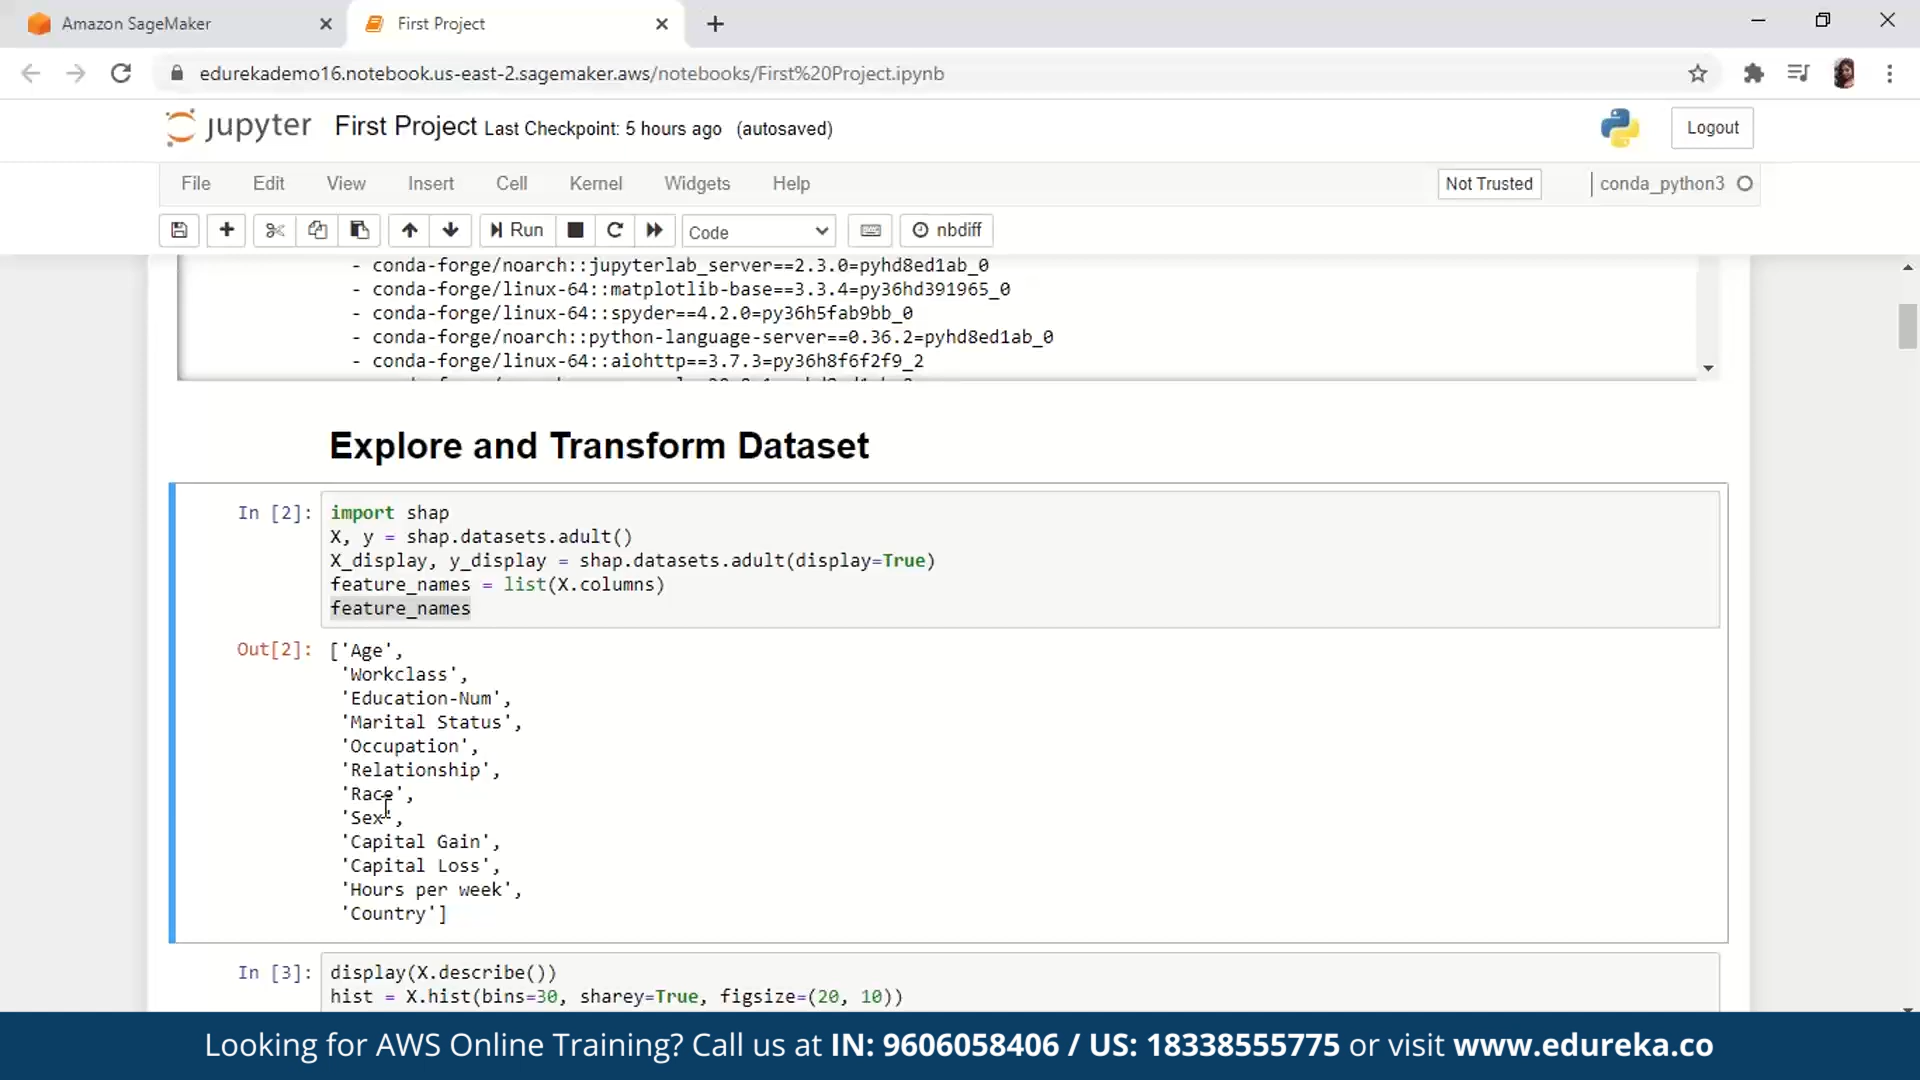 Amazon SageMaker
First Project
edurekademo16.notebook.us-east-2.sagemaker.aws/notebooks/First%20Project.ipynb
jupyter First Project Last Checkpoint: 5 hours ago (autosaved)
Logout
File Edit View Insert Cell Kernel Widgets Help
Not Trusted
conda_python3
Run
Code
nbdiff
- conda-forge/noarch::jupyterlab_server==2.3.0=pyhd8ed1ab_0
- conda-forge/linux-64::matplotlib-base==3.3.4=py36hd391965_0
- conda-forge/linux-64::spyder==4.2.0=py36h5fab9bb_0
- conda-forge/noarch::python-language-server==0.36.2=pyhd8ed1ab_0
- conda-forge/linux-64::aiohttp==3.7.3=py36h8f6f2f9_2
Explore and Transform Dataset
In [2]: import shap
X, y = shap.datasets.adult()
X_display, y_display = shap.datasets.adult(display=True)
feature_names = list(X.columns)
feature_names
Out[2]: ['Age',
'Workclass',
'Education-Num',
'Marital Status',
'Occupation',
'Relationship',
'Race',
'Sex',
'Capital Gain',
'Capital Loss',
'Hours per week',
'Country']
In [3]: display(X.describe())
hist = X.hist(bins=30, sharey=True, figsize=(20, 10))
Looking for AWS Online Training? Call us at IN: 9606058406 / US: 18338555775 or visit www.edureka.co